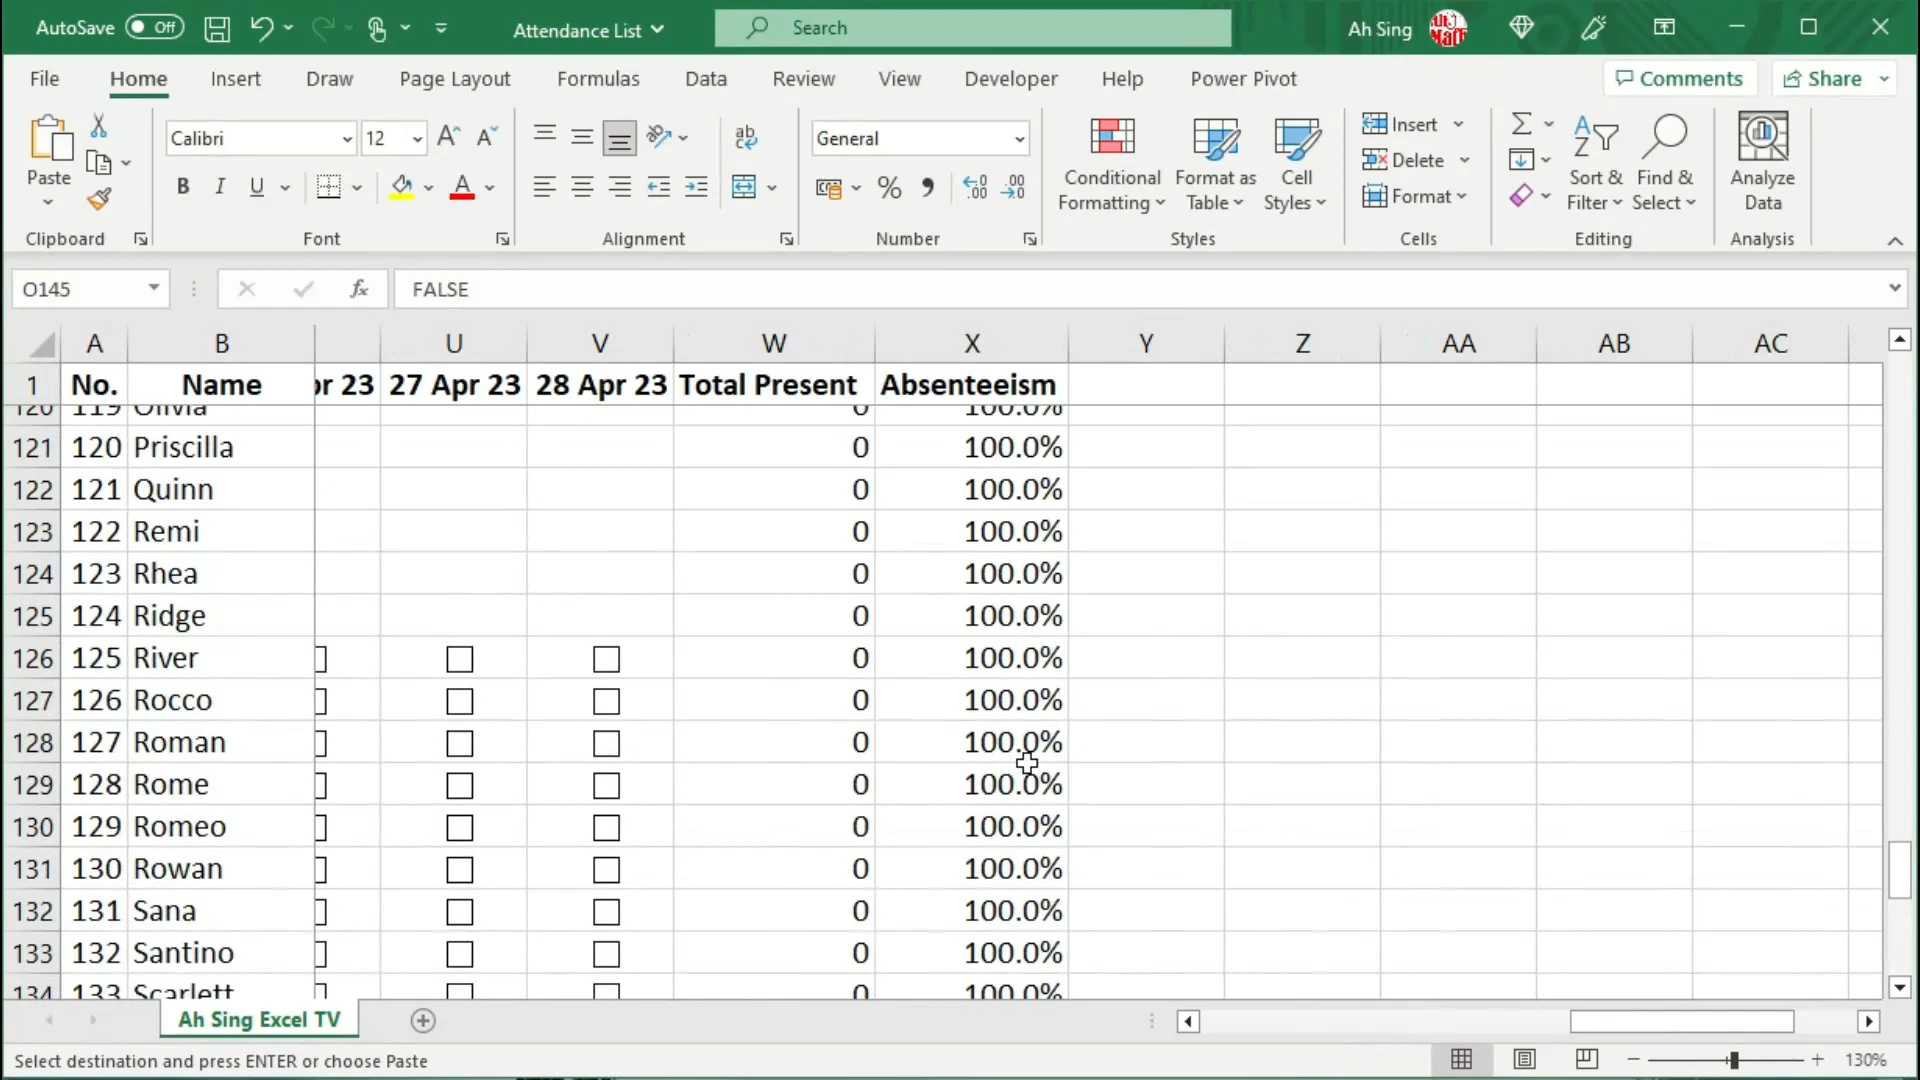 AutoSave Off Attendance List Search Ah Sing
File Home Insert Draw Page Layout Formulas Data Review View Developer Help Power Pivot Comments Share
Paste Calibri 12 General Conditional Formatting Format as Table Cell Styles Insert Delete Format Sort & Filter Find & Select Analyze Data
Clipboard Font Alignment Number Styles Cells Editing Analysis
O145 FALSE
A B U V W X Y Z AA AB AC
1 No. Name pr 23 27 Apr 23 28 Apr 23 Total Present Absenteeism
120 119 Olivia 0 100.0%
121 120 Priscilla 0 100.0%
122 121 Quinn 0 100.0%
123 122 Remi 0 100.0%
124 123 Rhea 0 100.0%
125 124 Ridge 0 100.0%
126 125 River 0 100.0%
127 126 Rocco 0 100.0%
128 127 Roman 0 100.0%
129 128 Rome 0 100.0%
130 129 Romeo 0 100.0%
131 130 Rowan 0 100.0%
132 131 Sana 0 100.0%
133 132 Santino 0 100.0%
134 133 Scarlett 0 100.0%
Ah Sing Excel TV
Select destination and press ENTER or choose Paste 130%